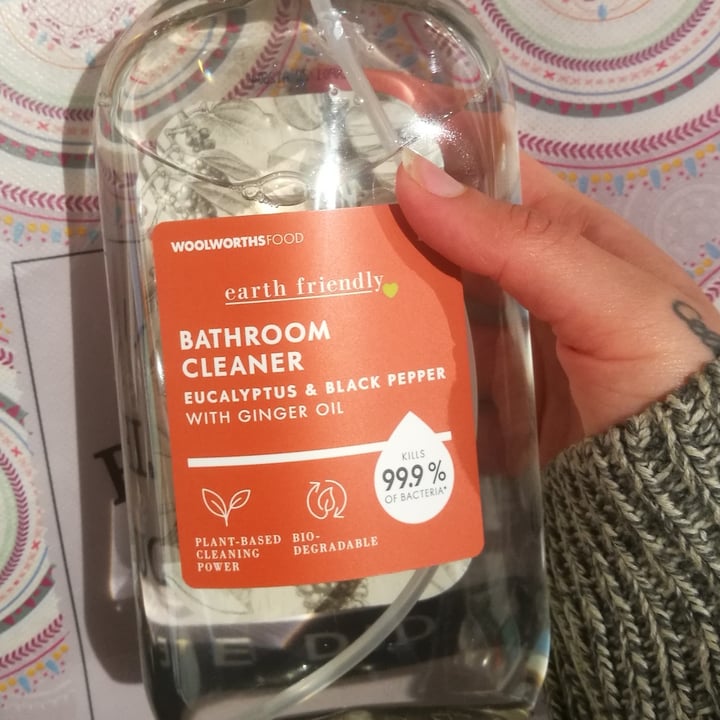 WOOLWORTHSFOOD
earth friendly
BATHROOM
CLEANER
EUCALYPTUS & BLACK PEPPER
WITH GINGER OIL
KILLS
99.9%
OF BACTERIA*
PLANT-BASED
CLEANING
POWER
BIO-
DEGRADABLE